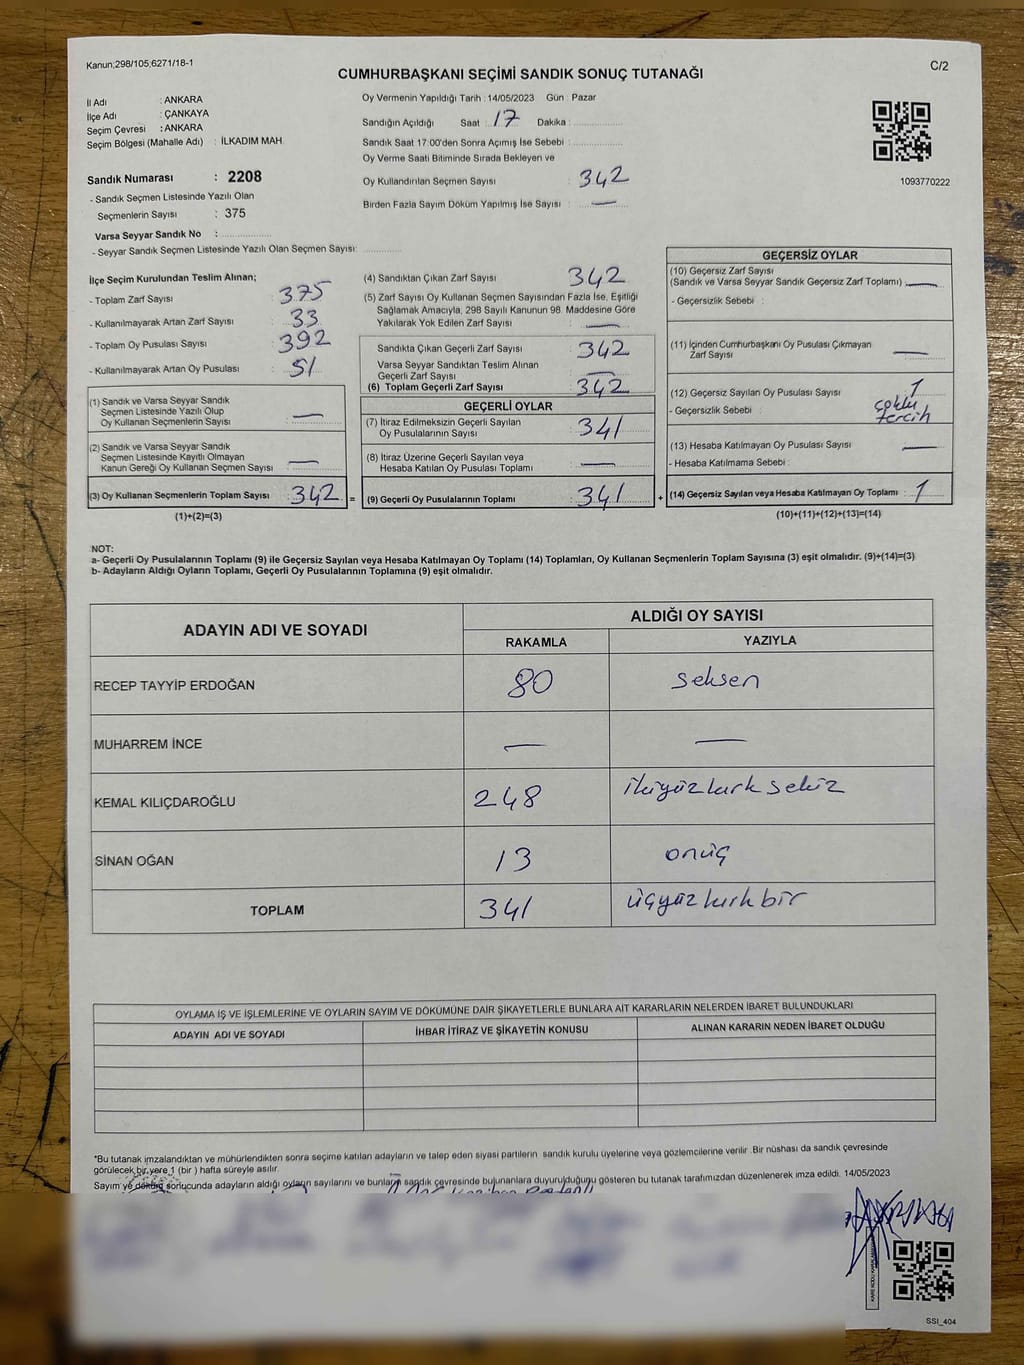 Kanun;298/105;6271/18-1
C/2
CUMHURBAŞKANI SEÇİMİ SANDIK SONUÇ TUTANAĞI
İl Adı : ANKARA
İlçe Adı : ÇANKAYA
Seçim Çevresi : ANKARA
Seçim Bölgesi (Mahalle Adı) : İLKADIM MAH.
Sandık Numarası : 2208
- Sandık Seçmen Listesinde Yazılı Olan
Seçmenlerin Sayısı : 375
Varsa Seyyar Sandık No :
- Seyyar Sandık Seçmen Listesinde Yazılı Olan Seçmen Sayısı:
Oy Vermenin Yapıldığı Tarih : 14/05/2023 Gün : Pazar
Sandığın Açıldığı Saat : 17 Dakika :
Sandık Saat 17:00'den Sonra Açımış İse Sebebi :
Oy Verme Saati Bitiminde Sırada Bekleyen ve
Oy Kullandırılan Seçmen Sayısı : 342
Birden Fazla Sayım Döküm Yapılmış İse Sayısı : —
1093770222
İlçe Seçim Kurulundan Teslim Alınan;
- Toplam Zarf Sayısı : 375
- Kullanılmayarak Artan Zarf Sayısı : 33
- Toplam Oy Pusulası Sayısı : 392
- Kullanılmayarak Artan Oy Pusulası : 51
(1) Sandık ve Varsa Seyyar Sandık
Seçmen Listesinde Yazılı Olup
Oy Kullanan Seçmenlerin Sayısı : —
(2) Sandık ve Varsa Seyyar Sandık
Seçmen Listesinde Kayıtlı Olmayan
Kanun Gereği Oy Kullanan Seçmen Sayısı : —
(3) Oy Kullanan Seçmenlerin Toplam Sayısı : 342 =
(1)+(2)=(3)
(4) Sandıktan Çıkan Zarf Sayısı : 342
(5) Zarf Sayısı Oy Kullanan Seçmen Sayısından Fazla İse, Eşitliği
Sağlamak Amacıyla, 298 Sayılı Kanunun 98. Maddesine Göre
Yakılarak Yok Edilen Zarf Sayısı : —
Sandıkta Çıkan Geçerli Zarf Sayısı : 342
Varsa Seyyar Sandıktan Teslim Alınan
Geçerli Zarf Sayısı : —
(6) Toplam Geçerli Zarf Sayısı : 342
GEÇERLİ OYLAR
(7) İtiraz Edilmeksizin Geçerli Sayılan
Oy Pusulalarının Sayısı : 341
(8) İtiraz Üzerine Geçerli Sayılan veya
Hesaba Katılan Oy Pusulası Toplamı : —
(9) Geçerli Oy Pusulalarının Toplamı : 341 +
GEÇERSİZ OYLAR
(10) Geçersiz Zarf Sayısı
(Sandık ve Varsa Seyyar Sandık Geçersiz Zarf Toplamı) : —
- Geçersizlik Sebebi :
(11) İçinden Cumhurbaşkanı Oy Pusulası Çıkmayan
Zarf Sayısı : —
(12) Geçersiz Sayılan Oy Pusulası Sayısı : 1
- Geçersizlik Sebebi : çoklu
tercih
(13) Hesaba Katılmayan Oy Pusulası Sayısı : —
- Hesaba Katılmama Sebebi :
(14) Geçersiz Sayılan veya Hesaba Katılmayan Oy Toplamı : 1
(10)+(11)+(12)+(13)=(14)
NOT:
a- Geçerli Oy Pusulalarının Toplamı (9) ile Geçersiz Sayılan veya Hesaba Katılmayan Oy Toplamı (14) Toplamları, Oy Kullanan Seçmenlerin Toplam Sayısına (3) eşit olmalıdır. (9)+(14)=(3)
b- Adayların Aldığı Oyların Toplamı, Geçerli Oy Pusulalarının Toplamına (9) eşit olmalıdır.
ADAYIN ADI VE SOYADI
ALDIĞI OY SAYISI
RAKAMLA YAZIYLA
RECEP TAYYİP ERDOĞAN 80 seksen
MUHARREM İNCE — —
KEMAL KILIÇDAROĞLU 248 ikiyüzkırk sekiz
SİNAN OĞAN 13 onüç
TOPLAM 341 üçyüzkırkbir
OYLAMA İŞ VE İŞLEMLERİNE VE OYLARIN SAYIM VE DÖKÜMÜNE DAİR ŞİKAYETLERLE BUNLARA AİT KARARLARIN NELERDEN İBARET BULUNDUKLARI
ADAYIN ADI VE SOYADI İHBAR İTİRAZ VE ŞİKAYETİN KONUSU ALINAN KARARIN NEDEN İBARET OLDUĞU
*Bu tutanak imzalandıktan ve mühürlendikten sonra seçime katılan adayların ve talep eden siyasi partilerin sandık kurulu üyelerine veya gözlemcilerine verilir. Bir nüshası da sandık çevresinde
görülecek bir yere 1 (bir ) hafta süreyle asılır.
Sayım ve döküm sonucunda adayların aldığı oyların sayılarını ve bunların sandık çevresinde bulunanlara duyurulduğunu gösteren bu tutanak tarafımızdan düzenlenerek imza edildi. 14/05/2023
SSİ_404